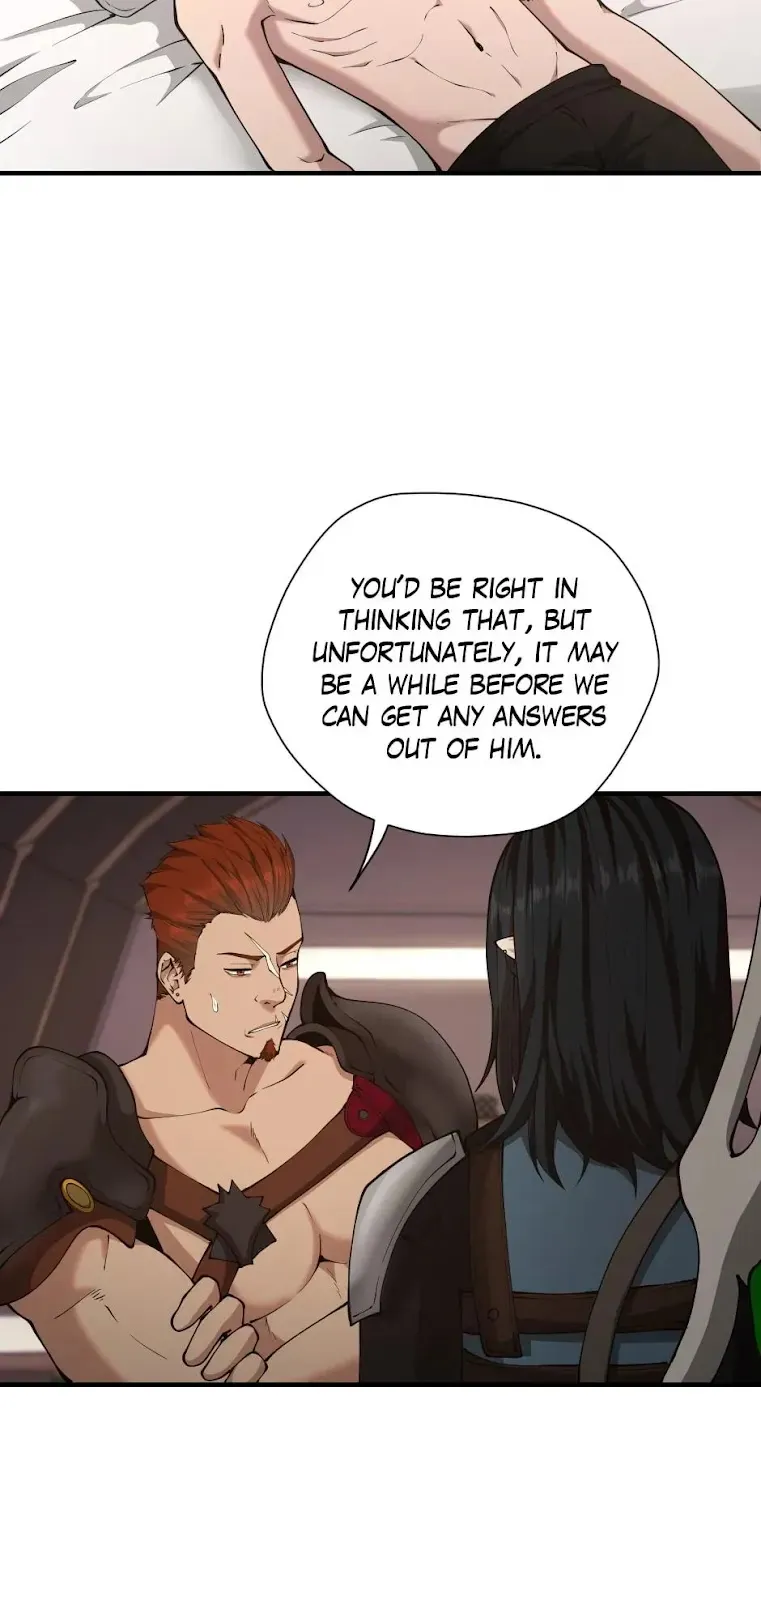 YOU'D BE RIGHT IN
THINKING THAT, BUT
UNFORTUNATELY, IT MAY
BE A WHILE BEFORE WE
CAN GET ANY ANSWERS
OUT OF HIM.